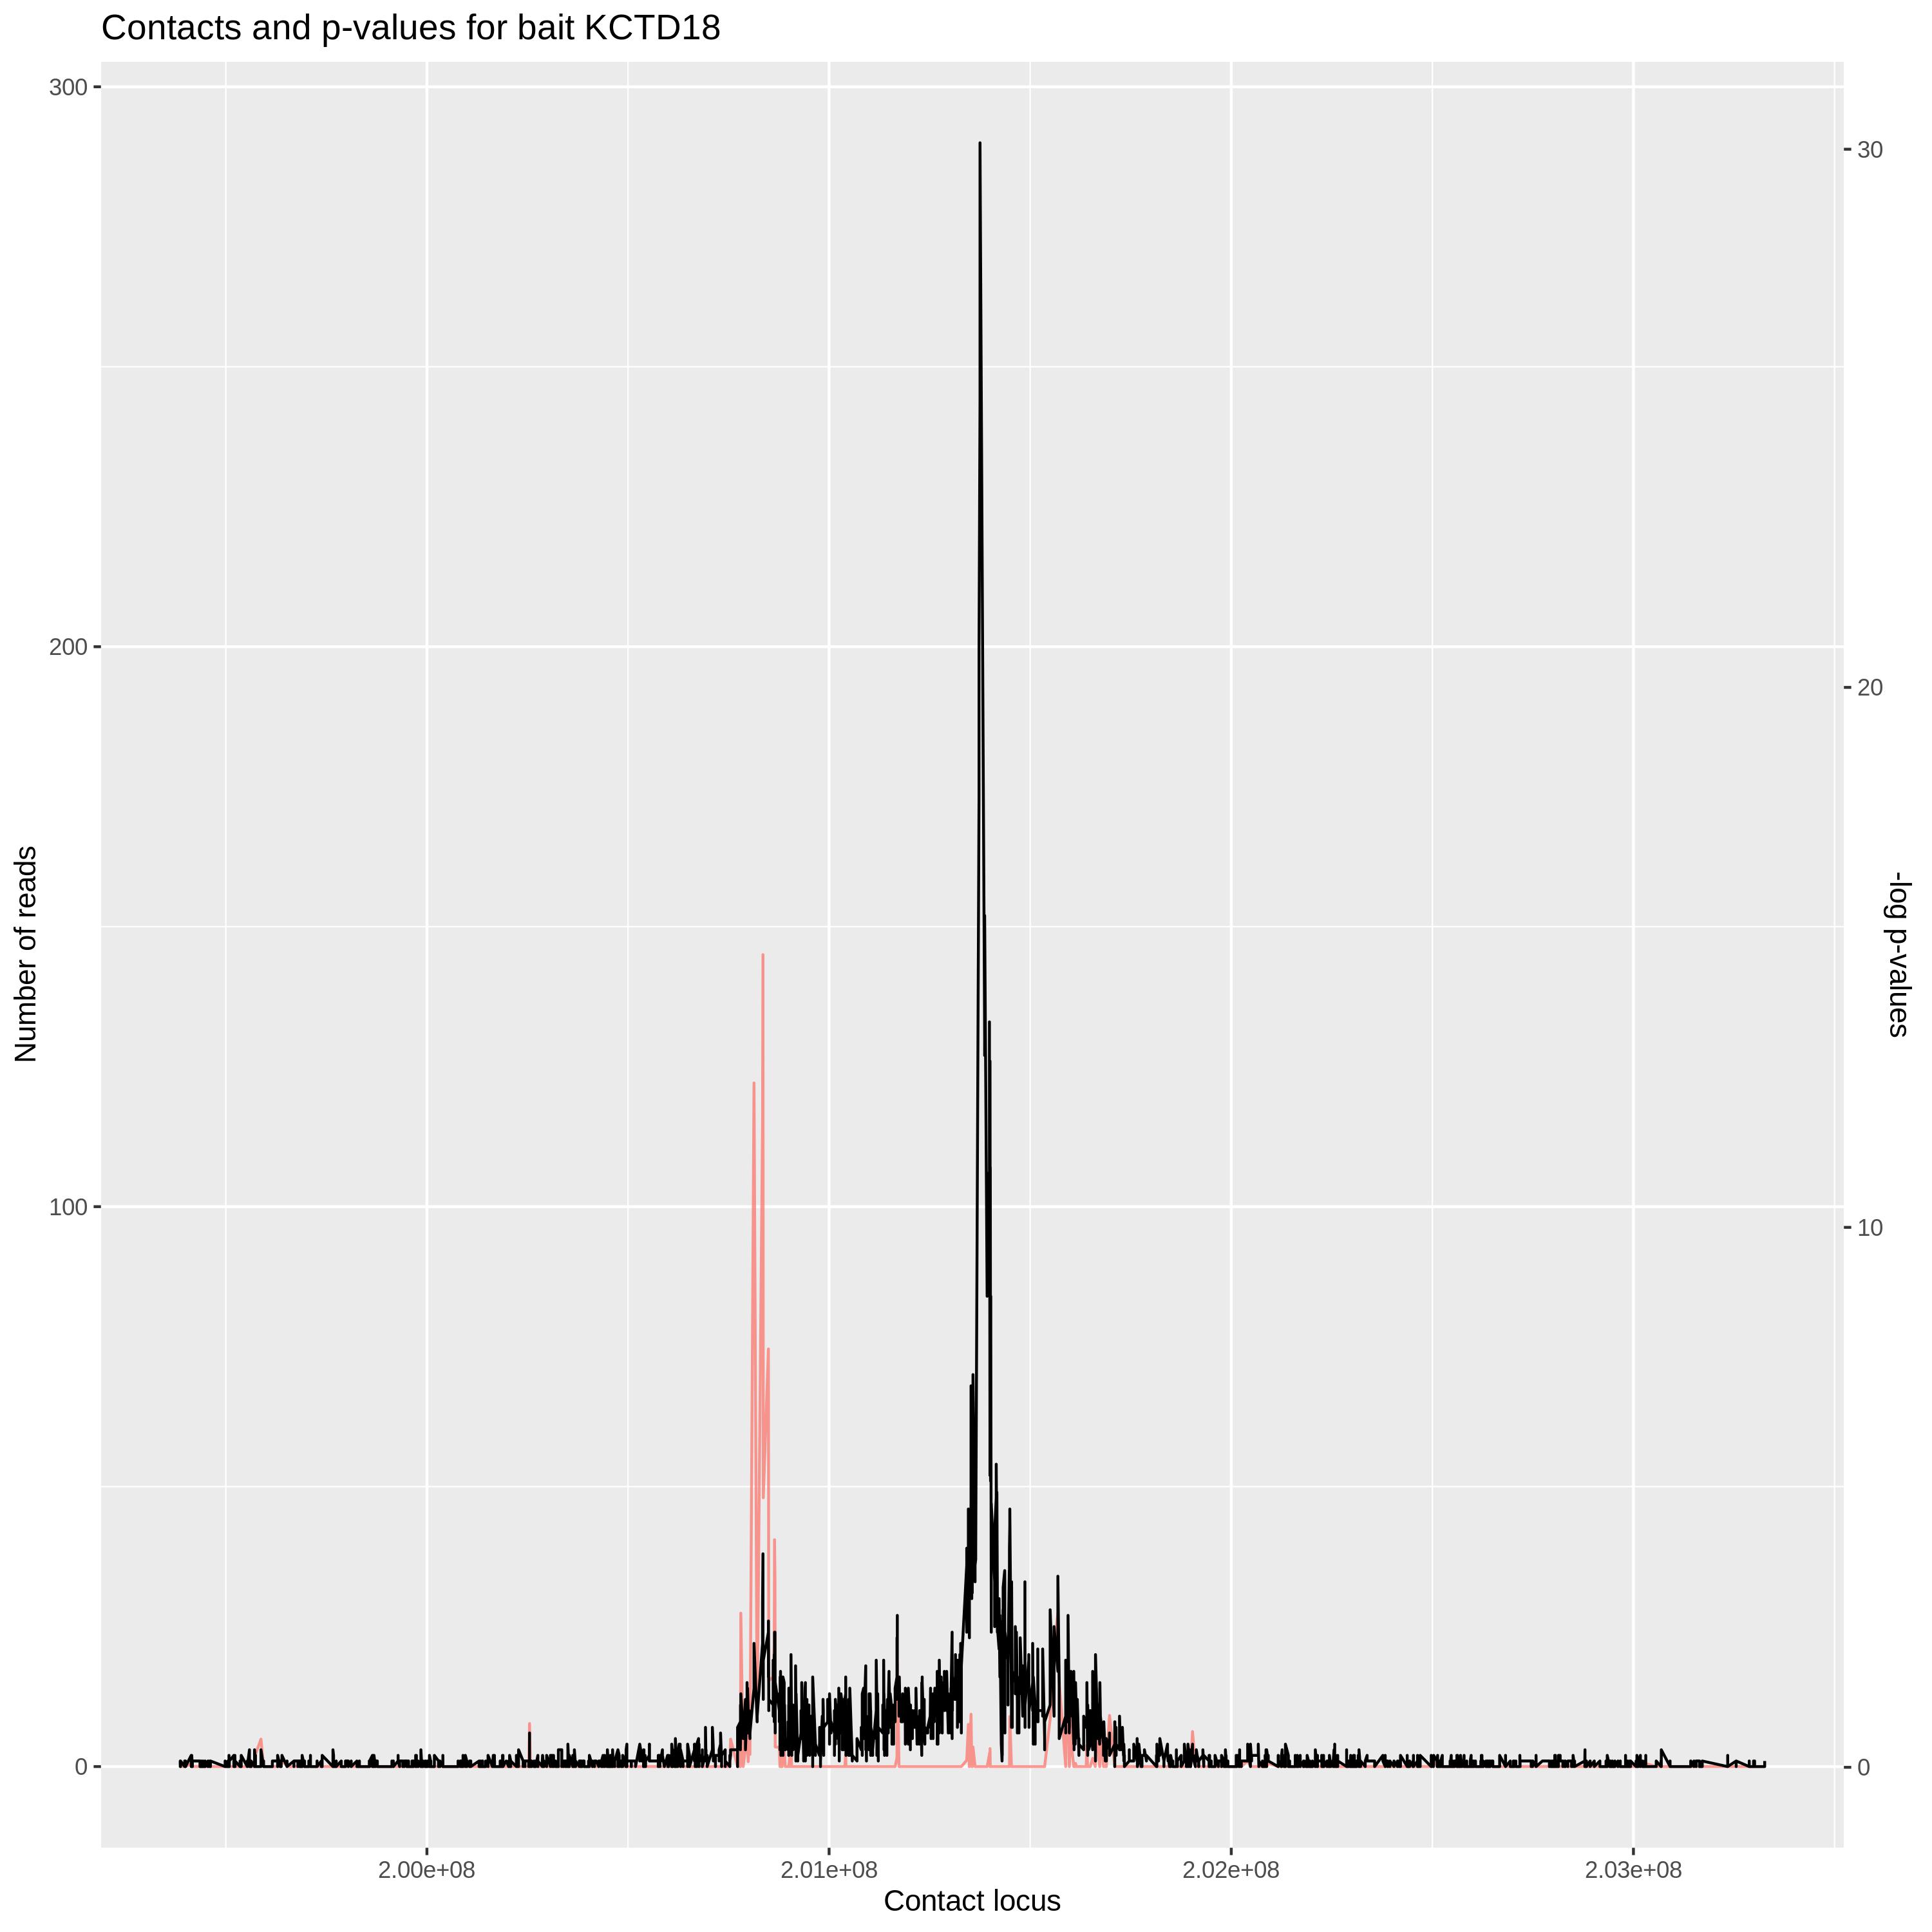 Contacts and p-values for bait KCTD18
300
200
100
0
30
20
10
0
Number of reads
-log p-values
2.00e+08
2.01e+08
2.02e+08
2.03e+08
Contact locus